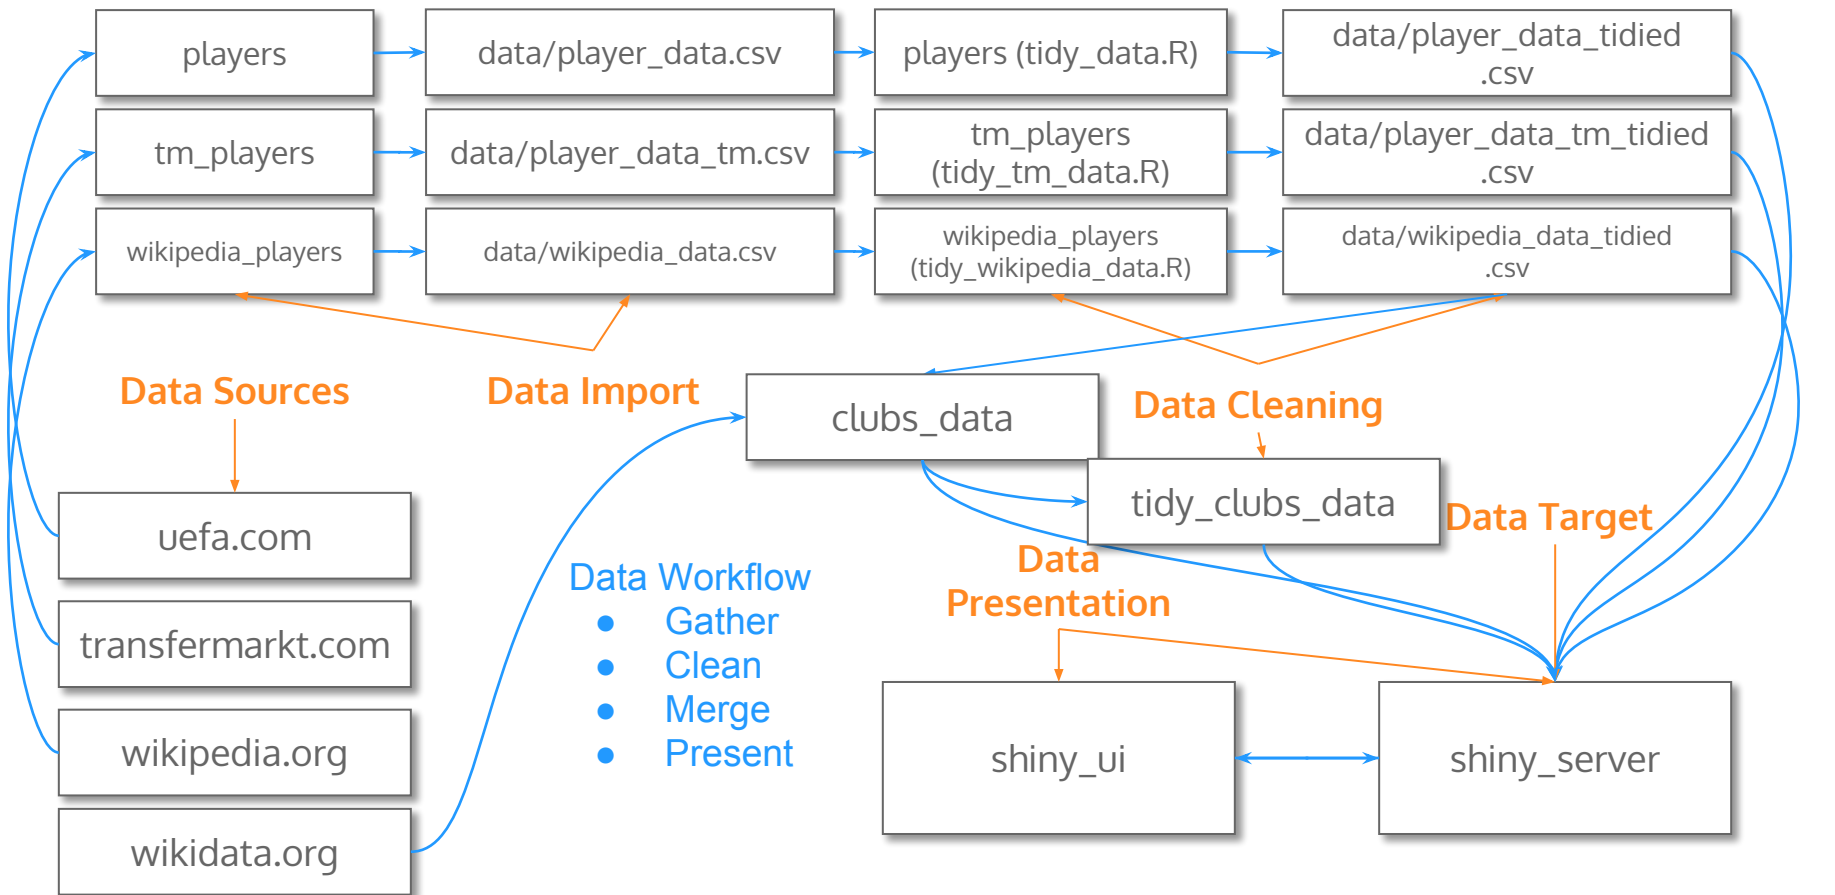 players
data/player_data.csv
players (tidy_data.R)
data/player_data_tidied
.csv
tm_players
data/player_data_tm.csv
tm_players
(tidy_tm_data.R)
data/player_data_tm_tidied
.csv
wikipedia_players
data/wikipedia_data.csv
wikipedia_players
(tidy_wikipedia_data.R)
data/wikipedia_data_tidied
.csv
Data Sources
Data Import
clubs_data
Data Cleaning
tidy_clubs_data
Data Target
uefa.com
Data
Presentation
Data Workflow
● Gather
● Clean
● Merge
● Present
transfermarkt.com
wikipedia.org
wikidata.org
shiny_ui
shiny_server